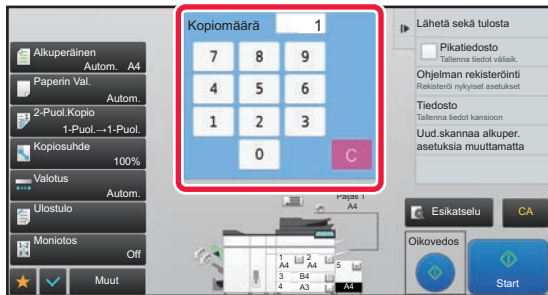 Kopiomäärä 1
7 8 9
4 5 6
1 2 3
0 C
Alkuperäinen
Autom. A4
Paperin Val.
Autom.
2-Puol.Kopio
1-Puol.→1-Puol.
Kopiosuhde
100%
Valotus
Autom.
Ulostulo
Moniotos
Off
Muut
Paljas 1
A4
1 A4 2 A4
3 B4
4 A3
5 A4
Lähetä sekä tulosta
Pikatiedosto
Tallenna tiedot väliaik.
Ohjelman rekisteröinti
Rekisteröi nykyiset asetukset
Tiedosto
Tallenna tiedot kansioon
Uud.skannaa alkuper.
asetuksia muuttamatta
Esikatselu
CA
Oikovedos
Start